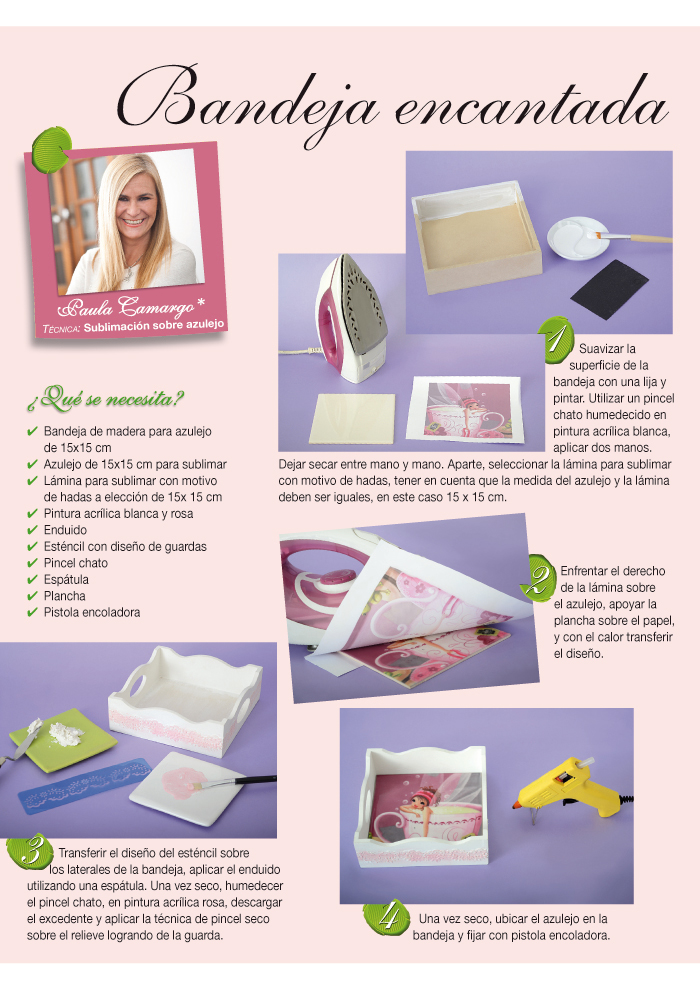 Bandeja encantada
Paula Camargo*
TÉCNICA: Sublimación sobre azulejo
¿Qué se necesita?
✔ Bandeja de madera para azulejo
de 15x15 cm
✔ Azulejo de 15x15 cm para sublimar
✔ Lámina para sublimar con motivo
de hadas a elección de 15x 15 cm
✔ Pintura acrílica blanca y rosa
✔ Enduido
✔ Esténcil con diseño de guardas
✔ Pincel chato
✔ Espátula
✔ Plancha
✔ Pistola encoladora
1 Suavizar la
superficie de la
bandeja con una lija y
pintar. Utilizar un pincel
chato humedecido en
pintura acrílica blanca,
aplicar dos manos.
Dejar secar entre mano y mano. Aparte, seleccionar la lámina para sublimar
con motivo de hadas, tener en cuenta que la medida del azulejo y la lámina
deben ser iguales, en este caso 15 x 15 cm.
2 Enfrentar el derecho
de la lámina sobre
el azulejo, apoyar la
plancha sobre el papel,
y con el calor transferir
el diseño.
3 Transferir el diseño del esténcil sobre
los laterales de la bandeja, aplicar el enduido
utilizando una espátula. Una vez seco, humedecer
el pincel chato, en pintura acrílica rosa, descargar
el excedente y aplicar la técnica de pincel seco
sobre el relieve logrando de la guarda.
4 Una vez seco, ubicar el azulejo en la
bandeja y fijar con pistola encoladora.